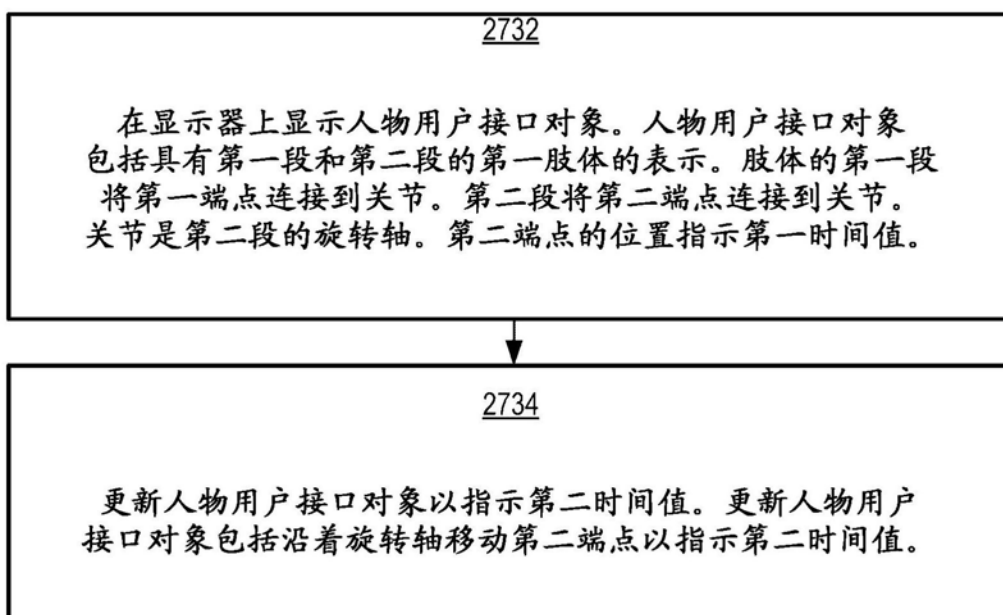 2732
在显示器上显示人物用户接口对象。人物用户接口对象
包括具有第一段和第二段的第一肢体的表示。肢体的第一段
将第一端点连接到关节。第二段将第二端点连接到关节。
关节是第二段的旋转轴。第二端点的位置指示第一时间值。
2734
更新人物用户接口对象以指示第二时间值。更新人物用户
接口对象包括沿着旋转轴移动第二端点以指示第二时间值。